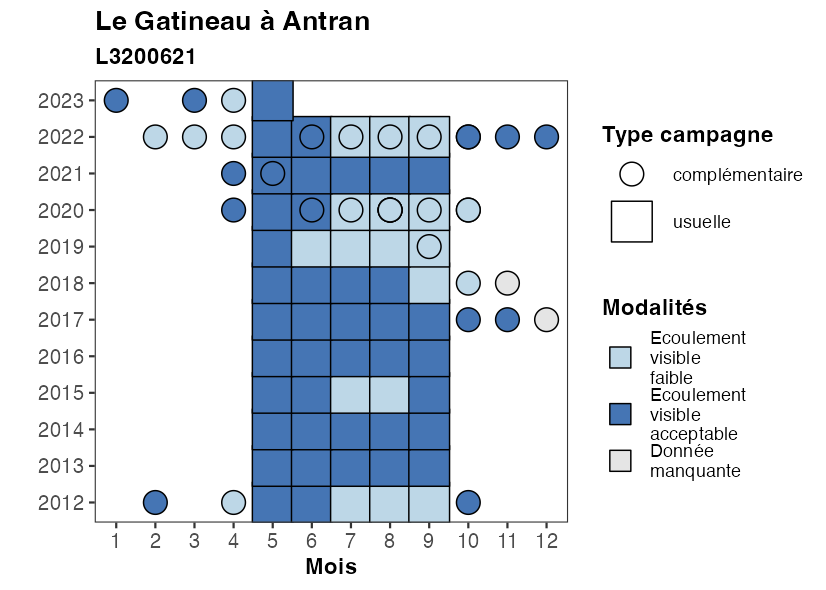 Le Gatineau à Antran
L3200621
2023
2022
2021
2020
2019
2018
2017
2016
2015
2014
2013
2012
1 2 3 4 5 6 7 8 9 10 11 12
Mois
Type campagne
complémentaire
usuelle
Modalités
Ecoulement
visible
faible
Ecoulement
visible
acceptable
Donnée
manquante